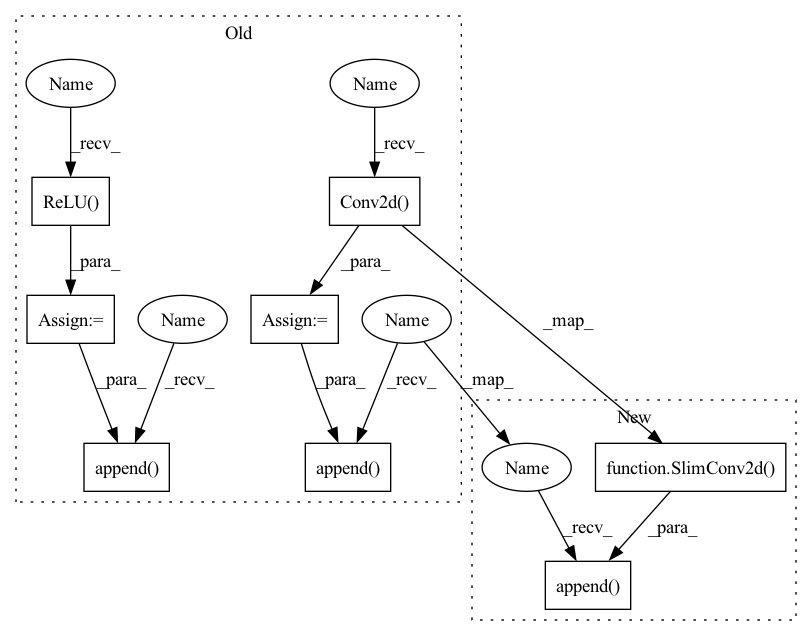 Old
Name
Name
_recv_
_recv_
ReLU()
Conv2d()
_para_
_para_
Assign:=
Name
Assign:=
Name
_map_
_para_
_recv_
_para_
_recv_
_map_
New
append()
append()
Name
function.SlimConv2d()
_recv_
_para_
append()